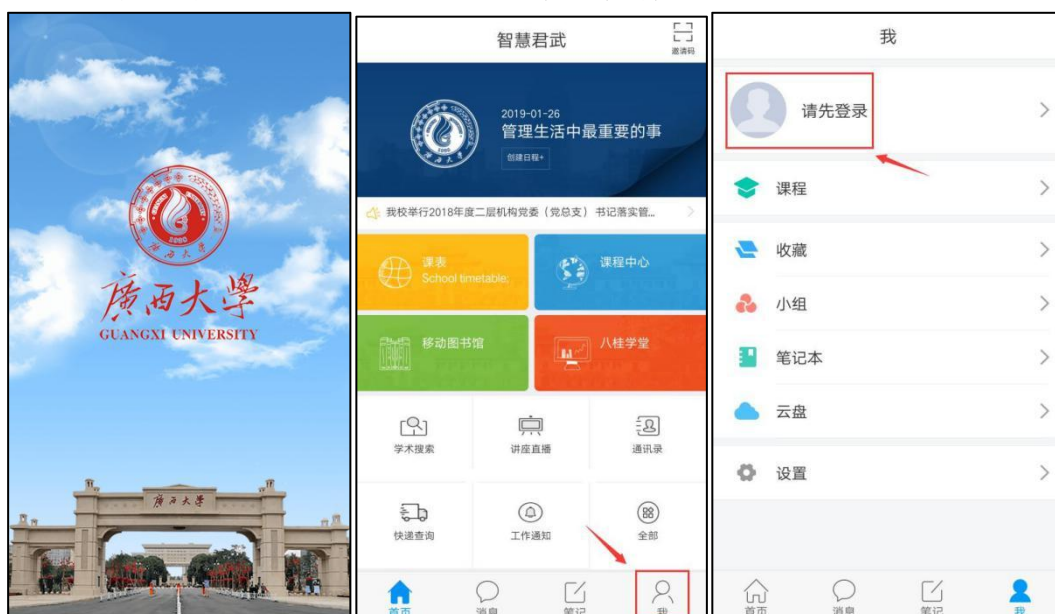 廣西大學
1928
廣西大學
GUANGXI UNIVERSITY
廣西大学
智慧君武
邀请码
2019-01-26
管理生活中最重要的事
创建日程+
我校举行2018年度二层机构党委（党总支）书记落实管...
课表
School timetable:
课程中心
移动图书馆
八桂学堂
学术搜索
讲座直播
通讯录
快递查询
工作通知
全部
首页
消息
笔记
我
我
请先登录
课程
收藏
小组
笔记本
云盘
设置
首页
消息
笔记
我